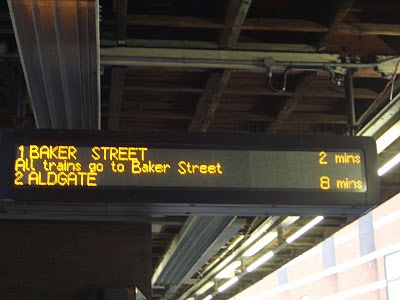 1 BAKER STREET 2 mins
All trains go to Baker Street
2 ALDGATE 8 mins